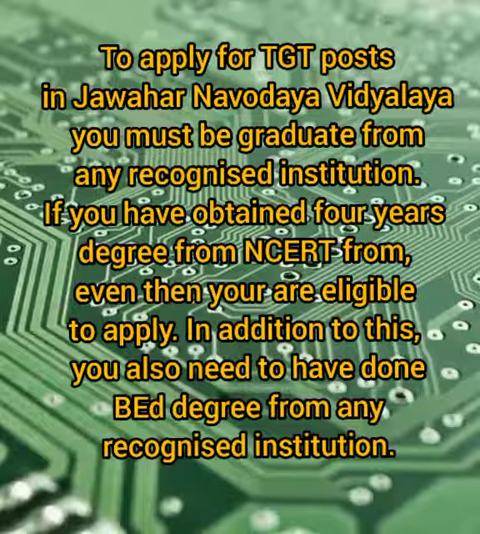 To apply for TGT posts
in Jawahar Navodaya Vidyalaya
you must be graduate from
any recognised institution.
If you have obtained four years
degree from NCERT from,
even then your are eligible
to apply. In addition to this,
you also need to have done
BEd degree from any
recognised institution.